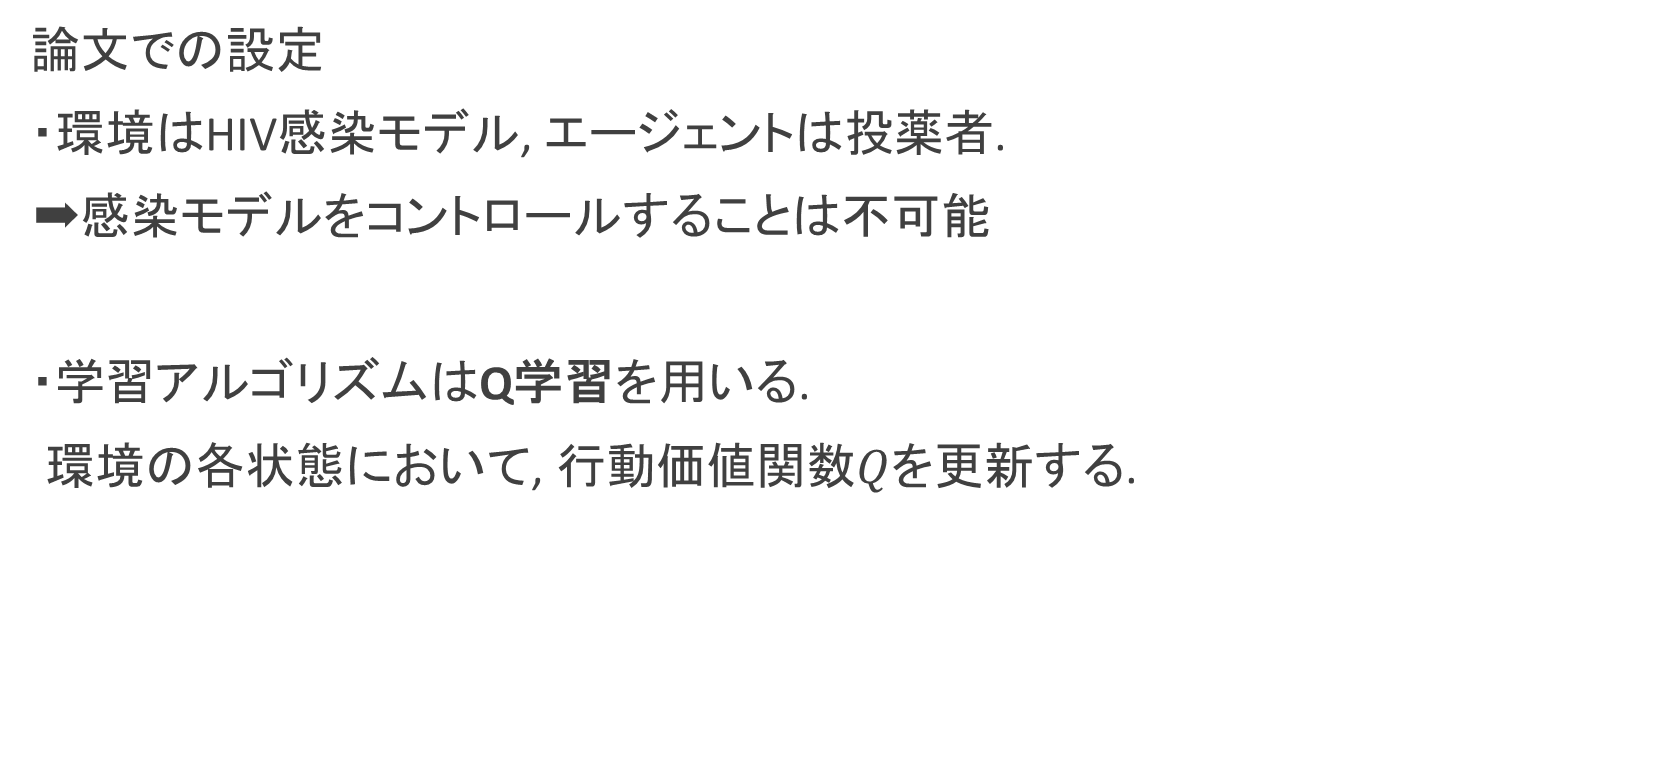 論文での設定
・環境はHIV感染モデル, エージェントは投薬者.
➡感染モデルをコントロールすることは不可能
・学習アルゴリズムはQ学習を用いる.
環境の各状態において, 行動価値関数Qを更新する.